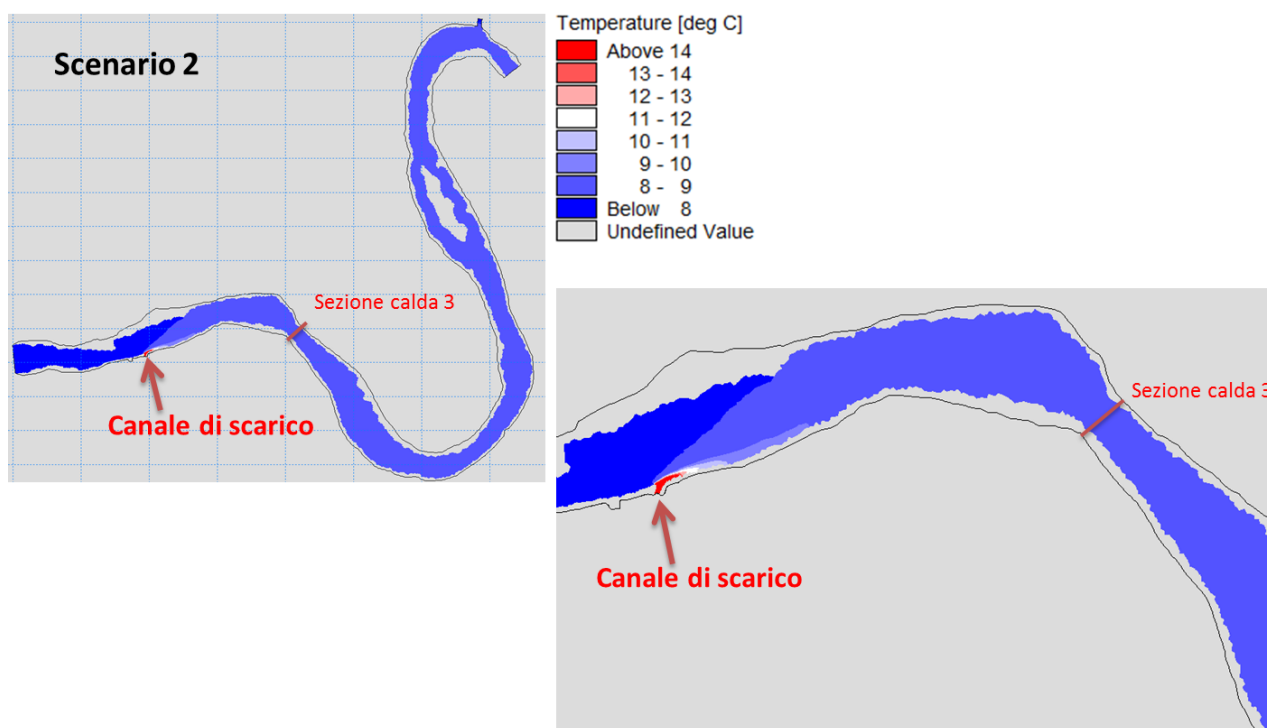 Scenario 2
Sezione calda 3
Canale di scarico
Temperature [deg C]
Above 14
13 - 14
12 - 13
11 - 12
10 - 11
9 - 10
8 - 9
Below 8
Undefined Value
Sezione calda 3
Canale di scarico